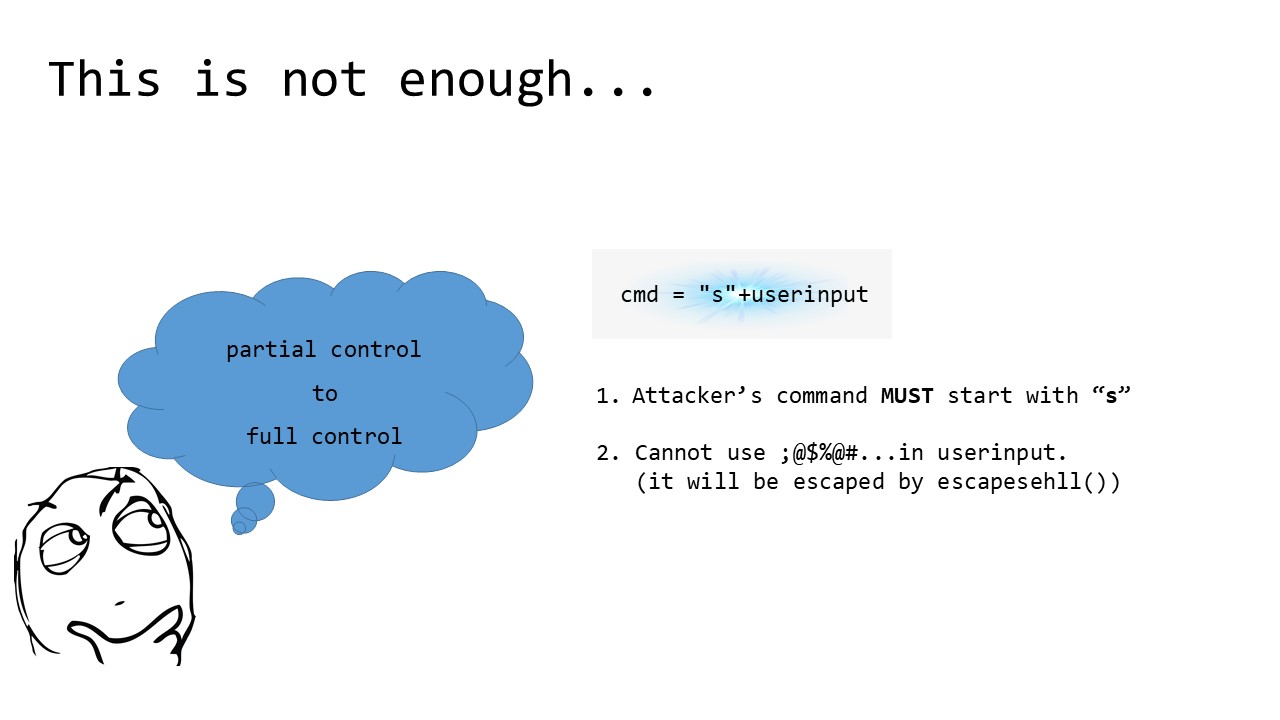 This is not enough...
partial control
to
full control
cmd = "s"+userinput
1. Attacker’s command MUST start with “s”
2. Cannot use ;@$%@#...in userinput.
(it will be escaped by escapesehll())